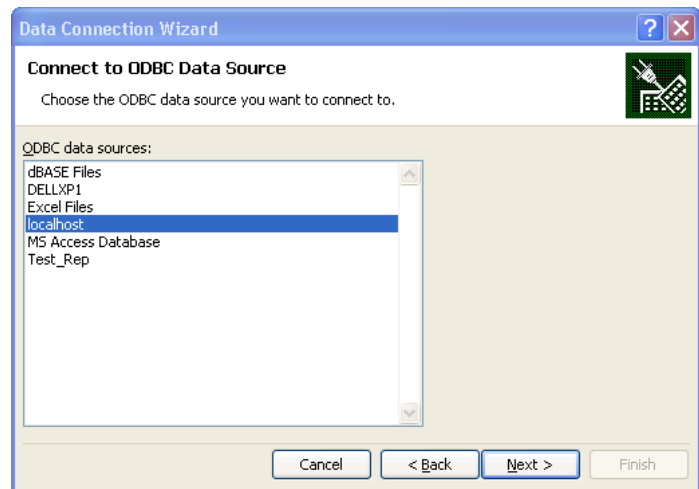 Data Connection Wizard
Connect to ODBC Data Source
Choose the ODBC data source you want to connect to.
ODBC data sources:
dBASE Files
DELLXP1
Excel Files
localhost
MS Access Database
Test_Rep
Cancel
< Back
Next >
Finish